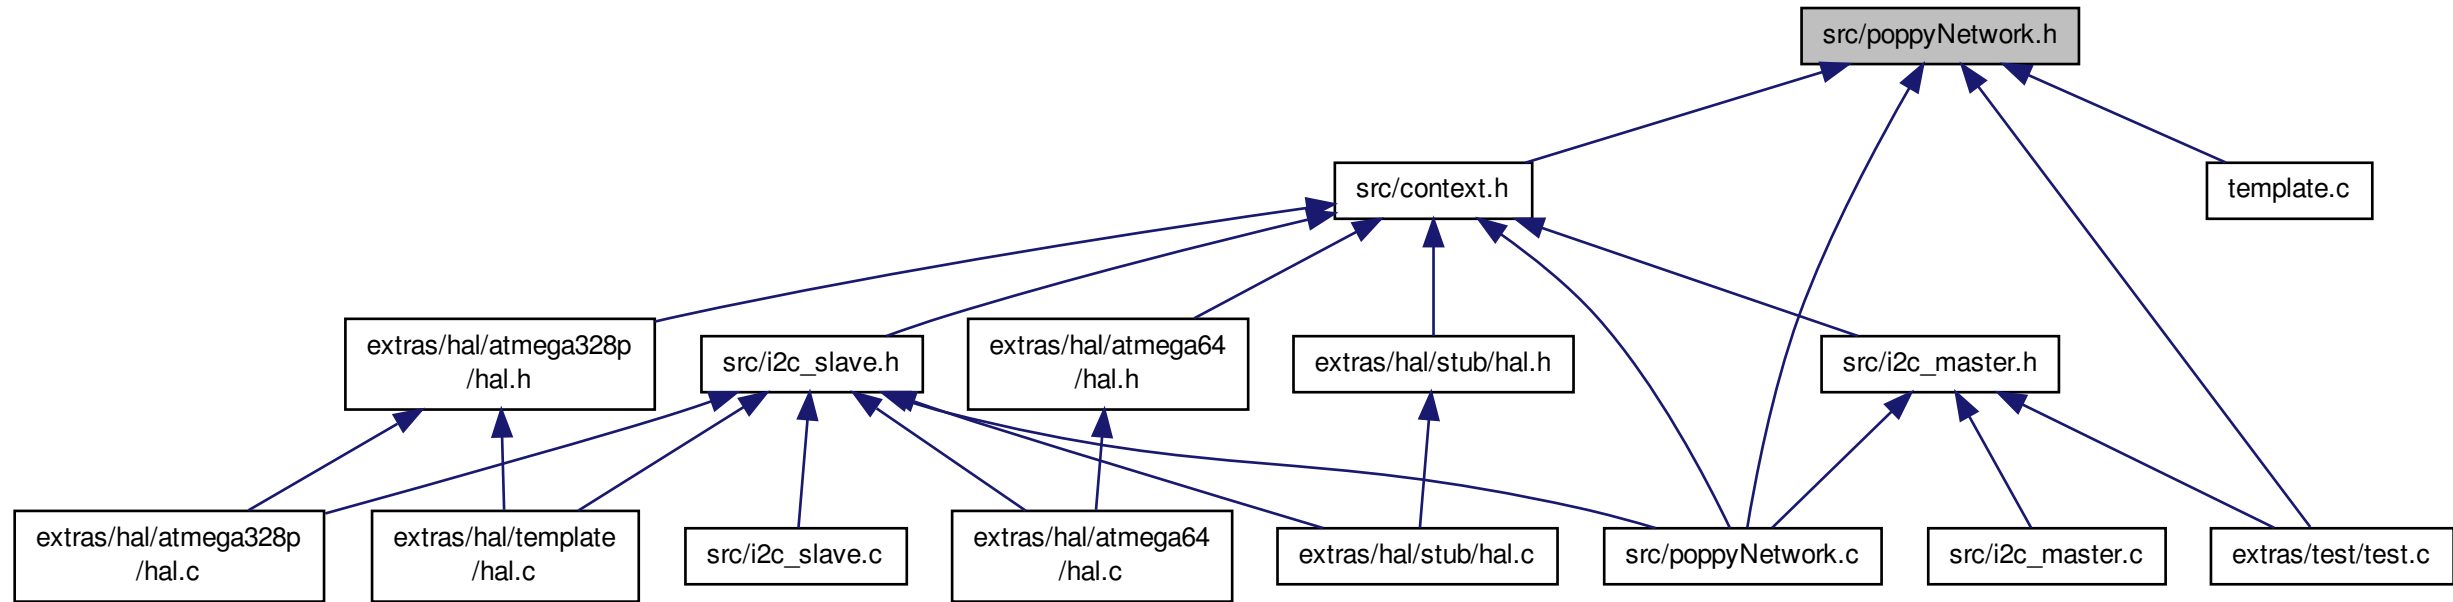 src/poppyNetwork.h
src/context.h
template.c
extras/hal/atmega328p
/hal.h
src/i2c_slave.h
extras/hal/atmega64
/hal.h
extras/hal/stub/hal.h
src/i2c_master.h
extras/hal/atmega328p
/hal.c
extras/hal/template
/hal.c
src/i2c_slave.c
extras/hal/atmega64
/hal.c
extras/hal/stub/hal.c
src/poppyNetwork.c
src/i2c_master.c
extras/test/test.c